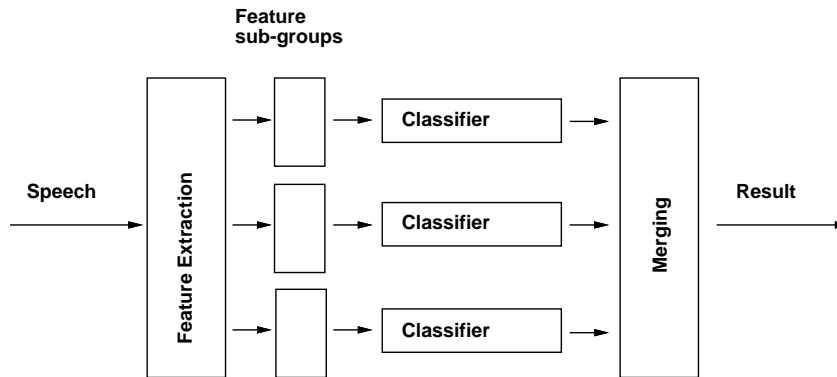 Feature
sub-groups
Speech
Feature Extraction
Classifier
Classifier
Classifier
Merging
Result